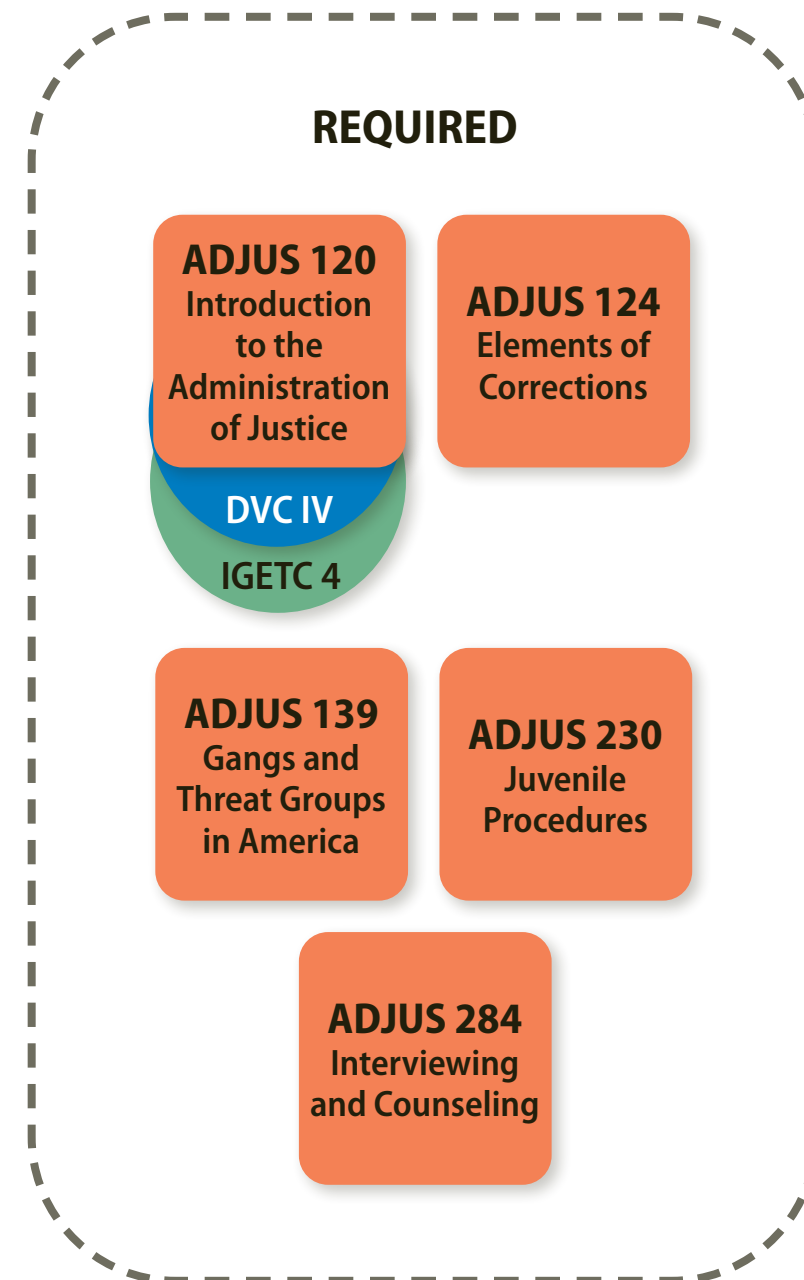 REQUIRED
ADJUS 120
Introduction
to the
Administration
of Justice
DVC IV
IGETC 4
ADJUS 124
Elements of
Corrections
ADJUS 139
Gangs and
Threat Groups
in America
ADJUS 230
Juvenile
Procedures
ADJUS 284
Interviewing
and Counseling